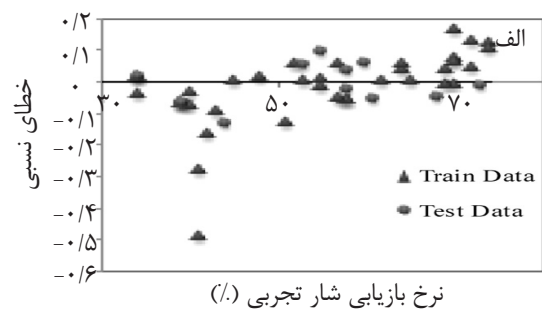 ۰/۲
الف
۰/۱
۰
۳۰ ۵۰ ۷۰
−۰/۱
−۰/۲
−۰/۳
−۰/۴
−۰/۵
−۰/۶
خطای نسبی
Train Data
Test Data
نرخ بازیابی شار تجربی (٪)